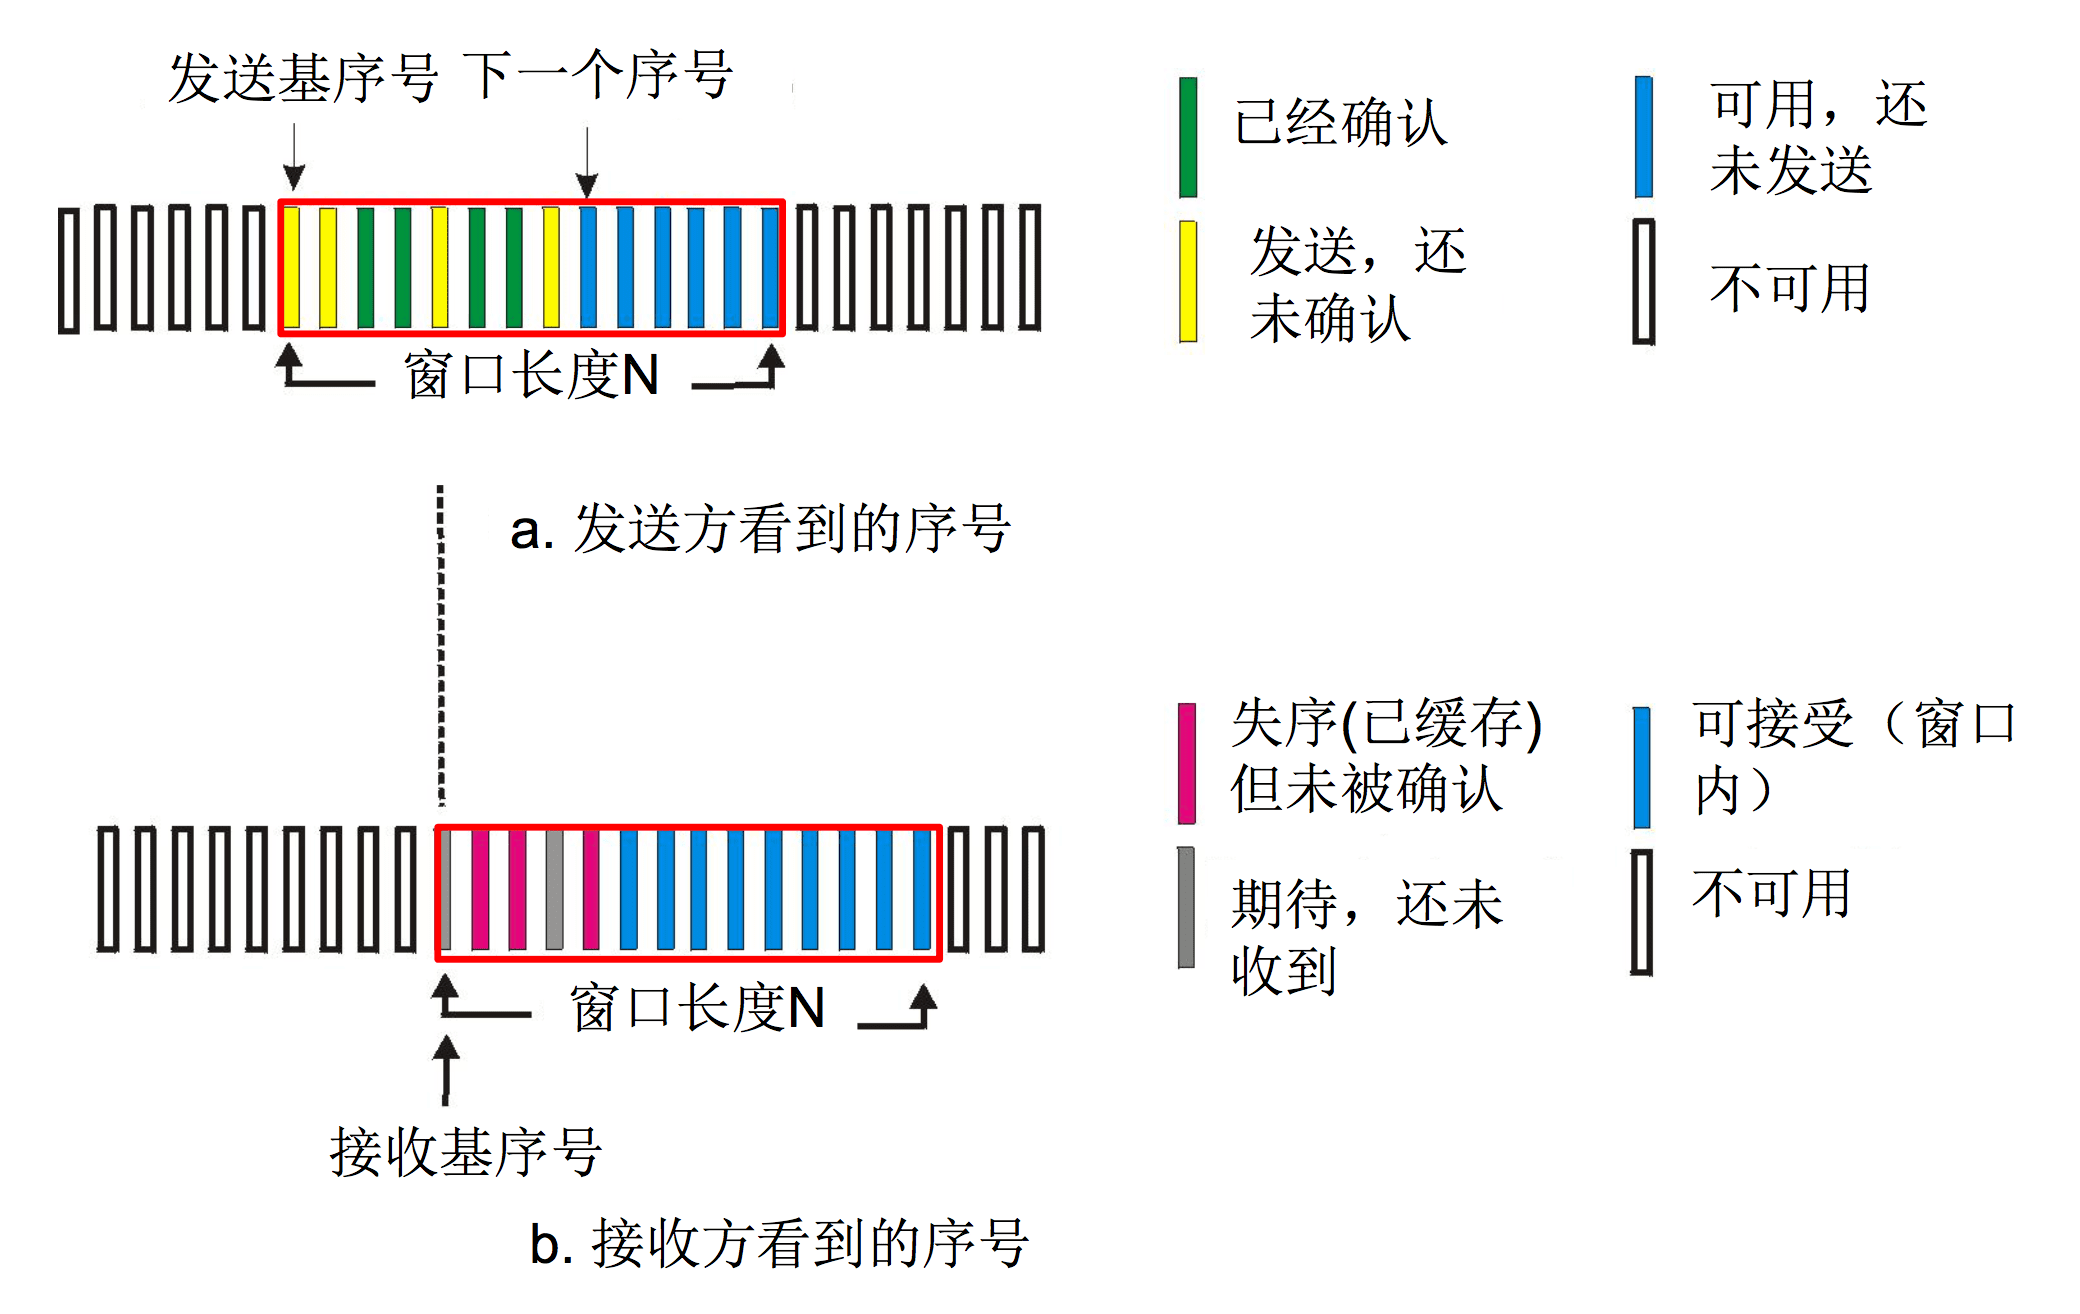 发送基序号 下一个序号
已经确认
可用，还
未发送
发送，还
未确认
不可用
窗口长度N
a. 发送方看到的序号
失序(已缓存)
但未被确认
可接受（窗口
内）
期待，还未
收到
不可用
窗口长度N
接收基序号
b. 接收方看到的序号